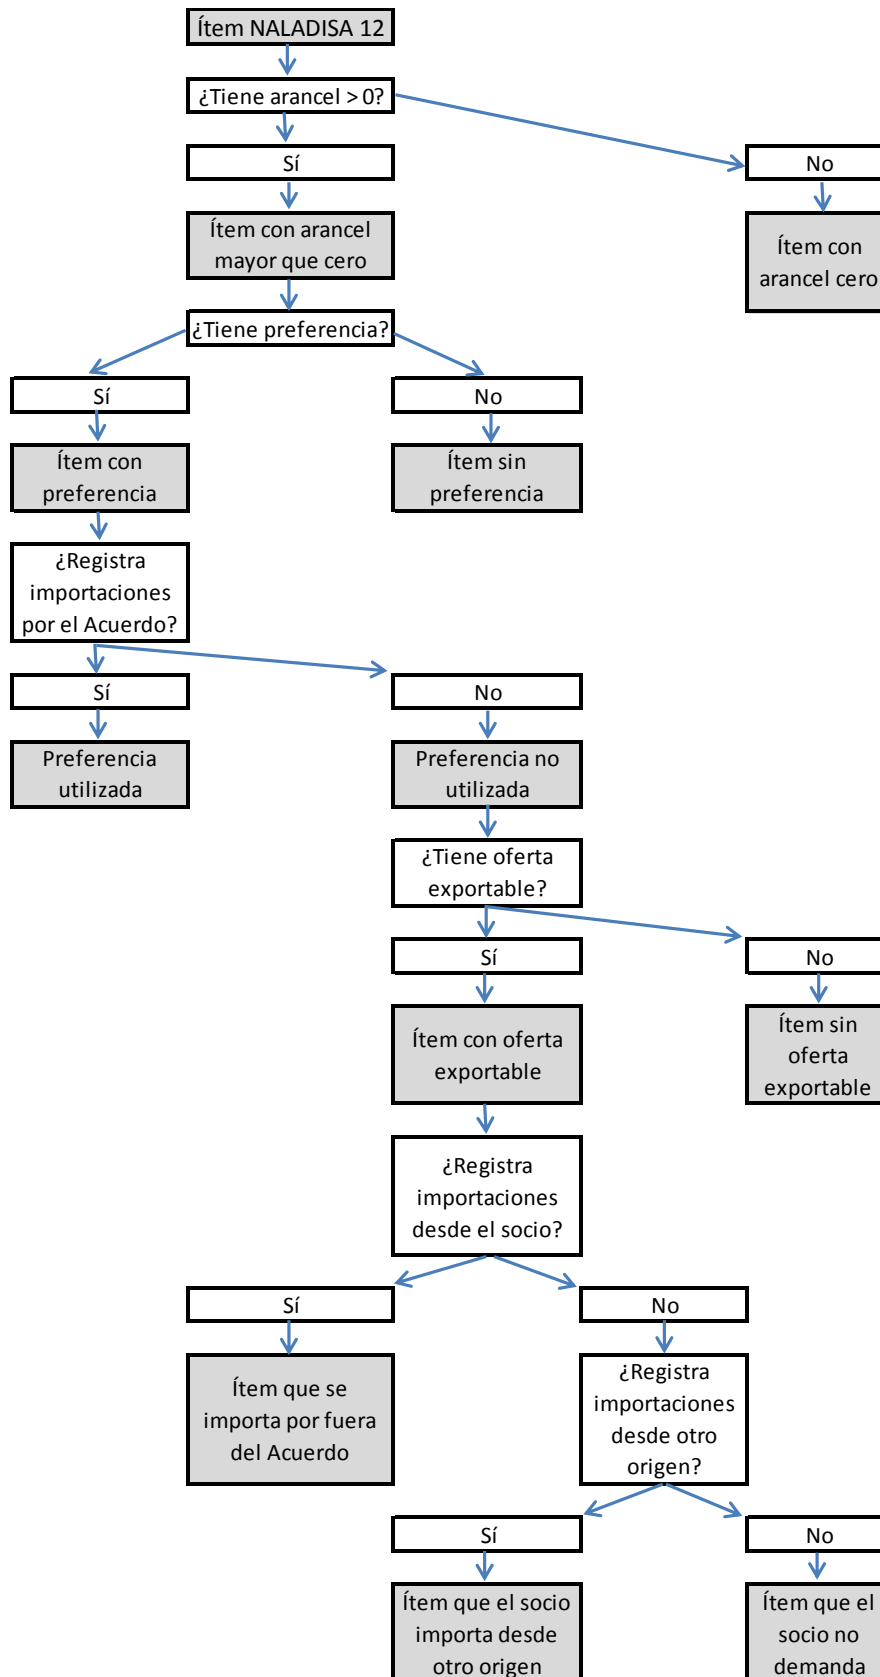 Ítem NALADISA 12
¿Tiene arancel > 0?
Sí
No
Ítem con arancel
mayor que cero
Ítem con
arancel cero
¿Tiene preferencia?
Sí
No
Ítem con
preferencia
Ítem sin
preferencia
¿Registra
importaciones
por el Acuerdo?
Sí
No
Preferencia
utilizada
Preferencia no
utilizada
¿Tiene oferta
exportable?
Sí
No
Ítem con oferta
exportable
Ítem sin
oferta
exportable
¿Registra
importaciones
desde el socio?
Sí
No
Ítem que se
importa por fuera
del Acuerdo
¿Registra
importaciones
desde otro
origen?
Sí
No
Ítem que el socio
importa desde
otro origen
Ítem que el
socio no
demanda